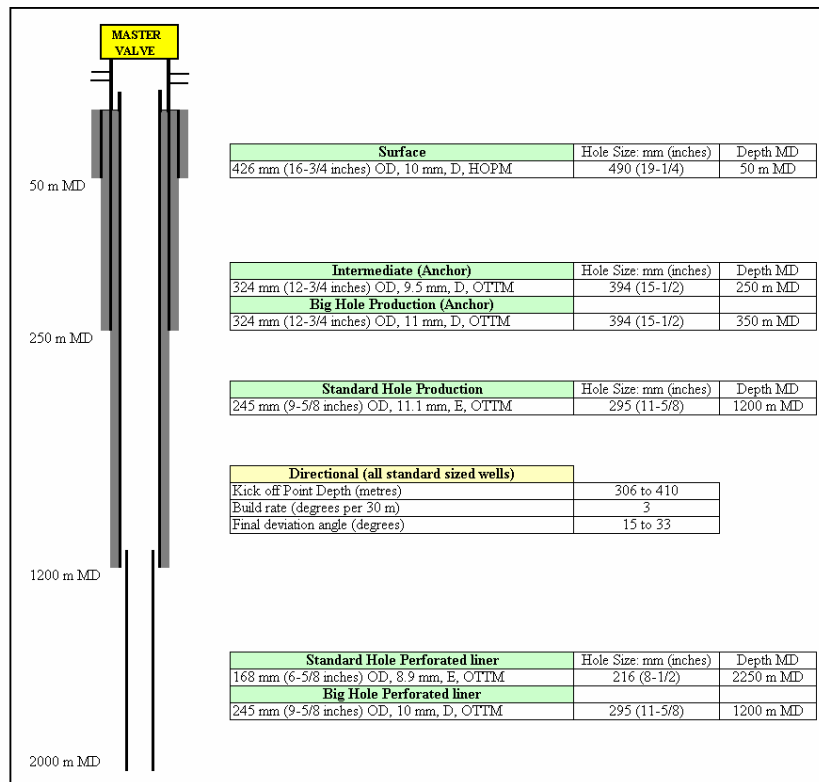 MASTER
VALVE
Surface Hole Size: mm (inches) Depth MD
426 mm (16-3/4 inches) OD, 10 mm, D, HOPM 490 (19-1/4) 50 m MD
50 m MD
Intermediate (Anchor) Hole Size: mm (inches) Depth MD
324 mm (12-3/4 inches) OD, 9.5 mm, D, OTTM 394 (15-1/2) 250 m MD
Big Hole Production (Anchor)
324 mm (12-3/4 inches) OD, 11 mm, D, OTTM 394 (15-1/2) 350 m MD
250 m MD
Standard Hole Production Hole Size: mm (inches) Depth MD
245 mm (9-5/8 inches) OD, 11.1 mm, E, OTTM 295 (11-5/8) 1200 m MD
Directional (all standard sized wells)
Kick off Point Depth (metres) 306 to 410
Build rate (degrees per 30 m) 3
Final deviation angle (degrees) 15 to 33
1200 m MD
Standard Hole Perforated liner Hole Size: mm (inches) Depth MD
168 mm (6-5/8 inches) OD, 8.9 mm, E, OTTM 216 (8-1/2) 2250 m MD
Big Hole Perforated liner
245 mm (9-5/8 inches) OD, 10 mm, D, OTTM 295 (11-5/8) 1200 m MD
2000 m MD